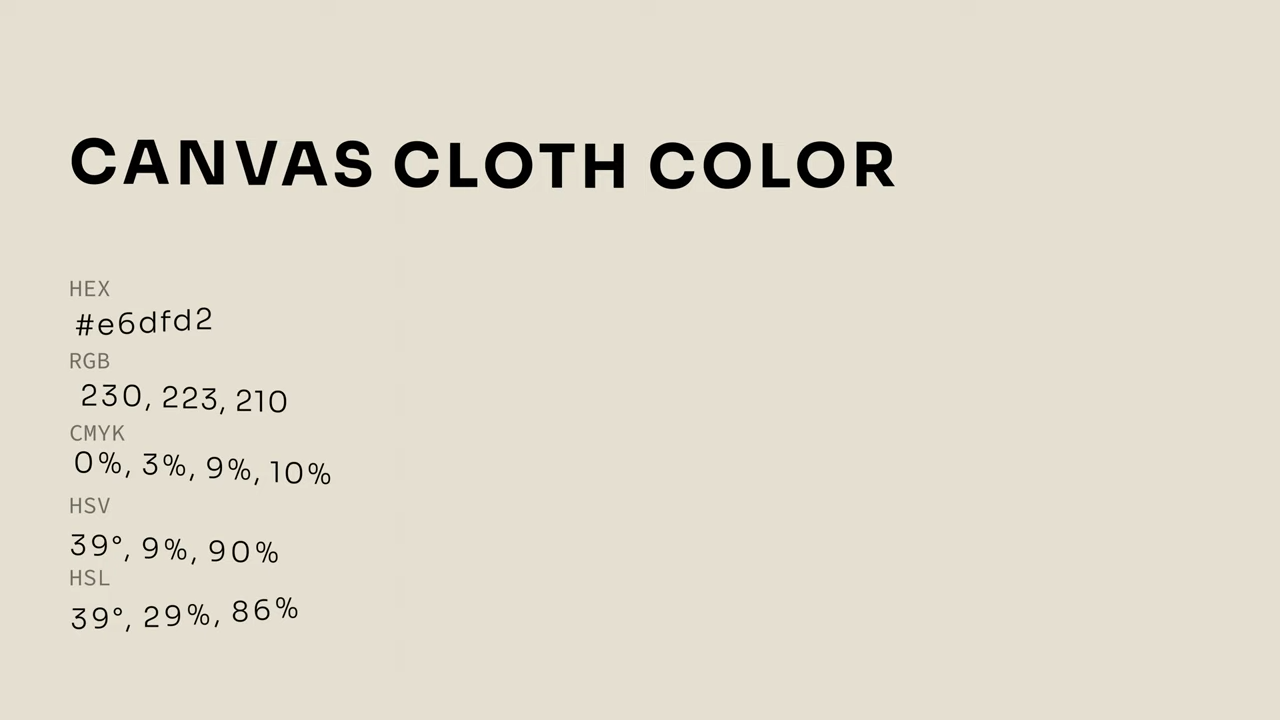 CANVAS CLOTH COLOR
HEX
#e6dfd2
RGB
230, 223, 210
CMYK
0%, 3%, 9%, 10%
HSV
39°, 9%, 90%
HSL
39°, 29%, 86%